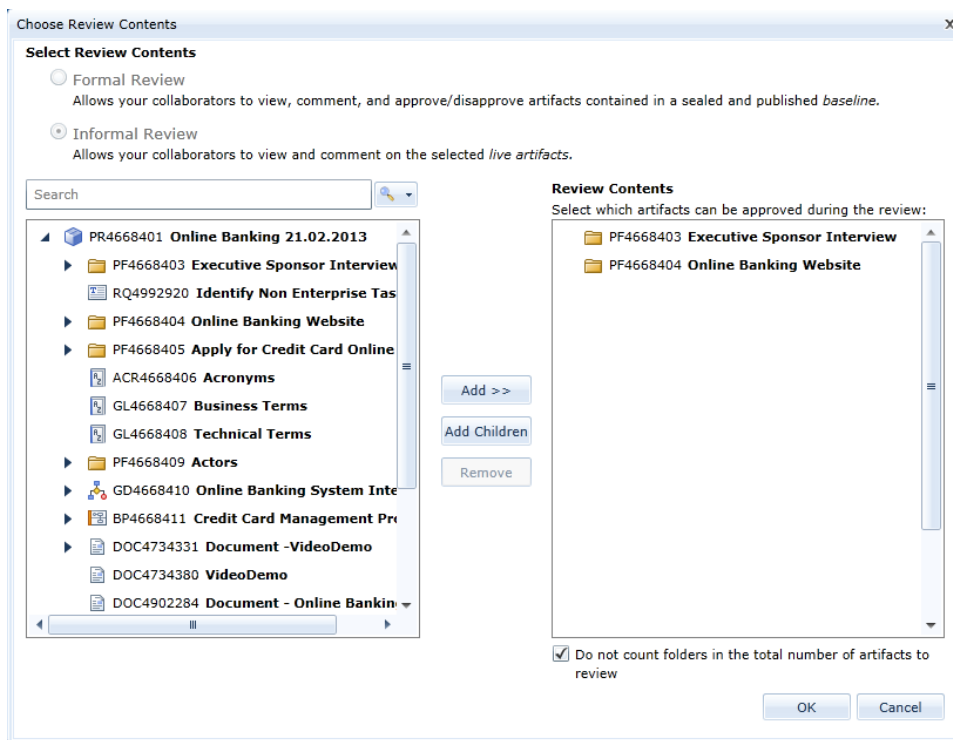 Choose Review Contents
x
Select Review Contents
Formal Review
Allows your collaborators to view, comment, and approve/disapprove artifacts contained in a sealed and published baseline.
Informal Review
Allows your collaborators to view and comment on the selected live artifacts.
Search
PR4668401 Online Banking 21.02.2013
PF4668403 Executive Sponsor Interview
RQ4992920 Identify Non Enterprise Tas
PF4668404 Online Banking Website
PF4668405 Apply for Credit Card Online
ACR4668406 Acronyms
GL4668407 Business Terms
GL4668408 Technical Terms
PF4668409 Actors
GD4668410 Online Banking System Inte
BP4668411 Credit Card Management Pro
DOC4734331 Document -VideoDemo
DOC4734380 VideoDemo
DOC4902284 Document - Online Bankin
Add >>
Add Children
Remove
Review Contents
Select which artifacts can be approved during the review:
PF4668403 Executive Sponsor Interview
PF4668404 Online Banking Website
Do not count folders in the total number of artifacts to
review
OK
Cancel